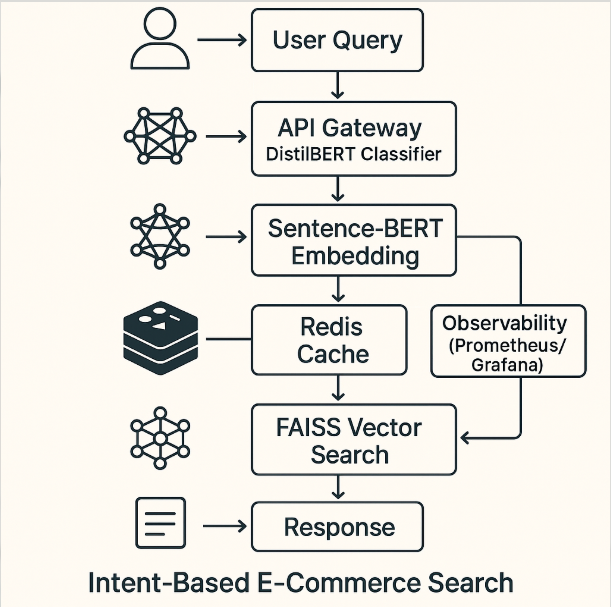 User Query
API Gateway
DistilBERT Classifier
Sentence-BERT
Embedding
Redis
Cache
Observability
(Prometheus/
Grafana)
FAISS Vector
Search
Response
Intent-Based E-Commerce Search